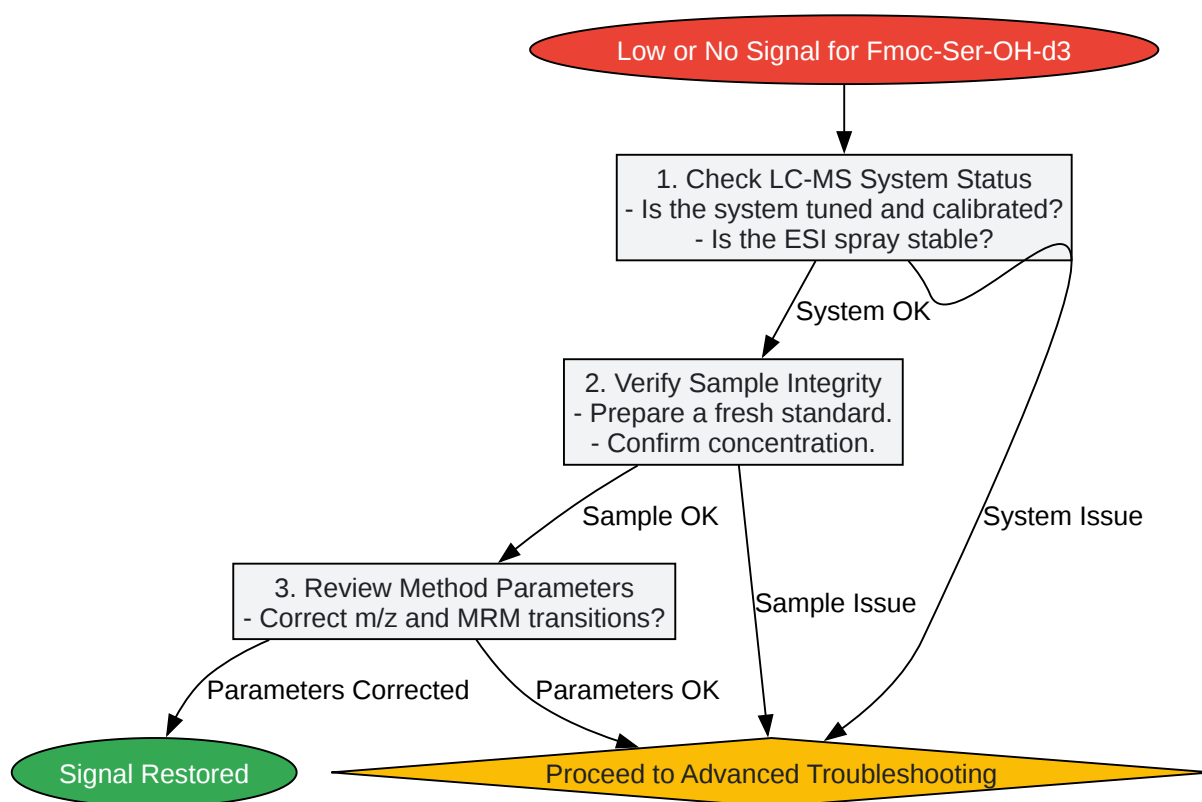 Low or No Signal for Fmoc-Ser-OH-d3
1. Check LC-MS System Status
- Is the system tuned and calibrated?
- Is the ESI spray stable?
System OK
2. Verify Sample Integrity
- Prepare a fresh standard.
- Confirm concentration.
Sample OK
System Issue
3. Review Method Parameters
- Correct m/z and MRM transitions?
Sample Issue
Parameters Corrected
Parameters OK
Signal Restored
Proceed to Advanced Troubleshooting